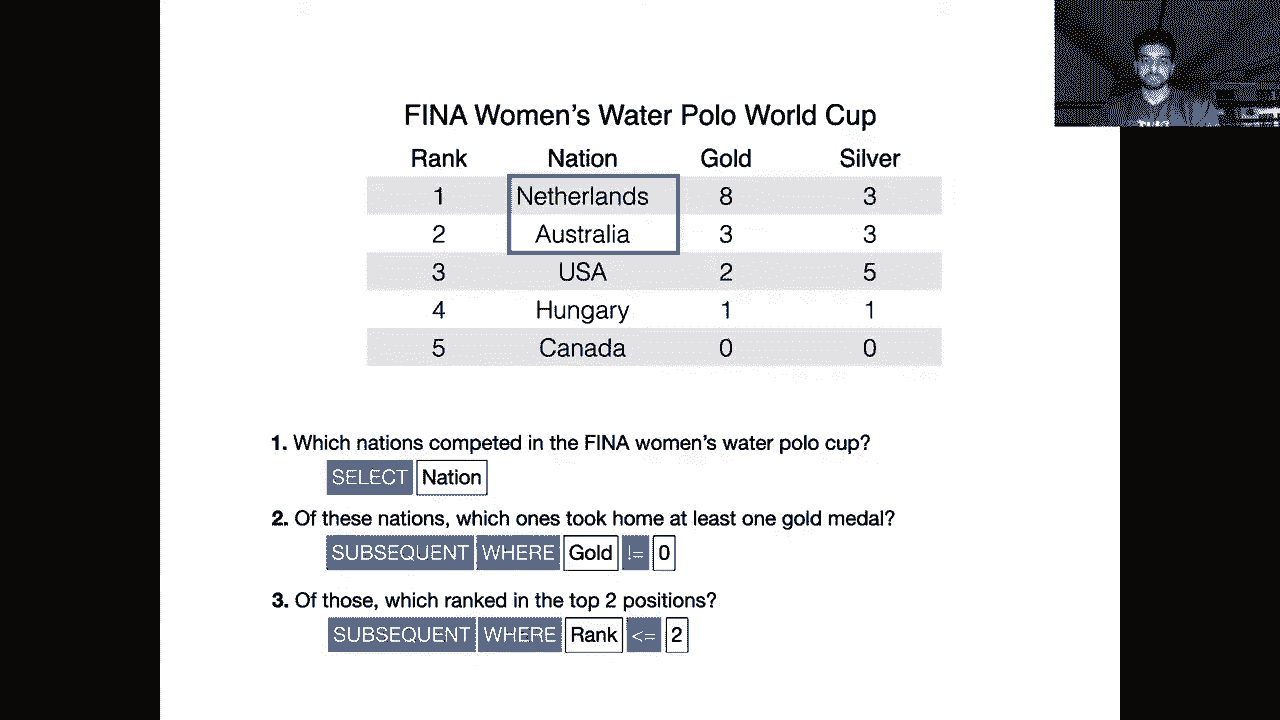 FINA Women's Water Polo World Cup
Rank Nation Gold Silver
1 Netherlands 8 3
2 Australia 3 3
3 USA 2 5
4 Hungary 1 1
5 Canada 0 0
1. Which nations competed in the FINA women's water polo cup?
SELECT Nation
2. Of these nations, which ones took home at least one gold medal?
SUBSEQUENT WHERE Gold != 0
3. Of those, which ranked in the top 2 positions?
SUBSEQUENT WHERE Rank <= 2